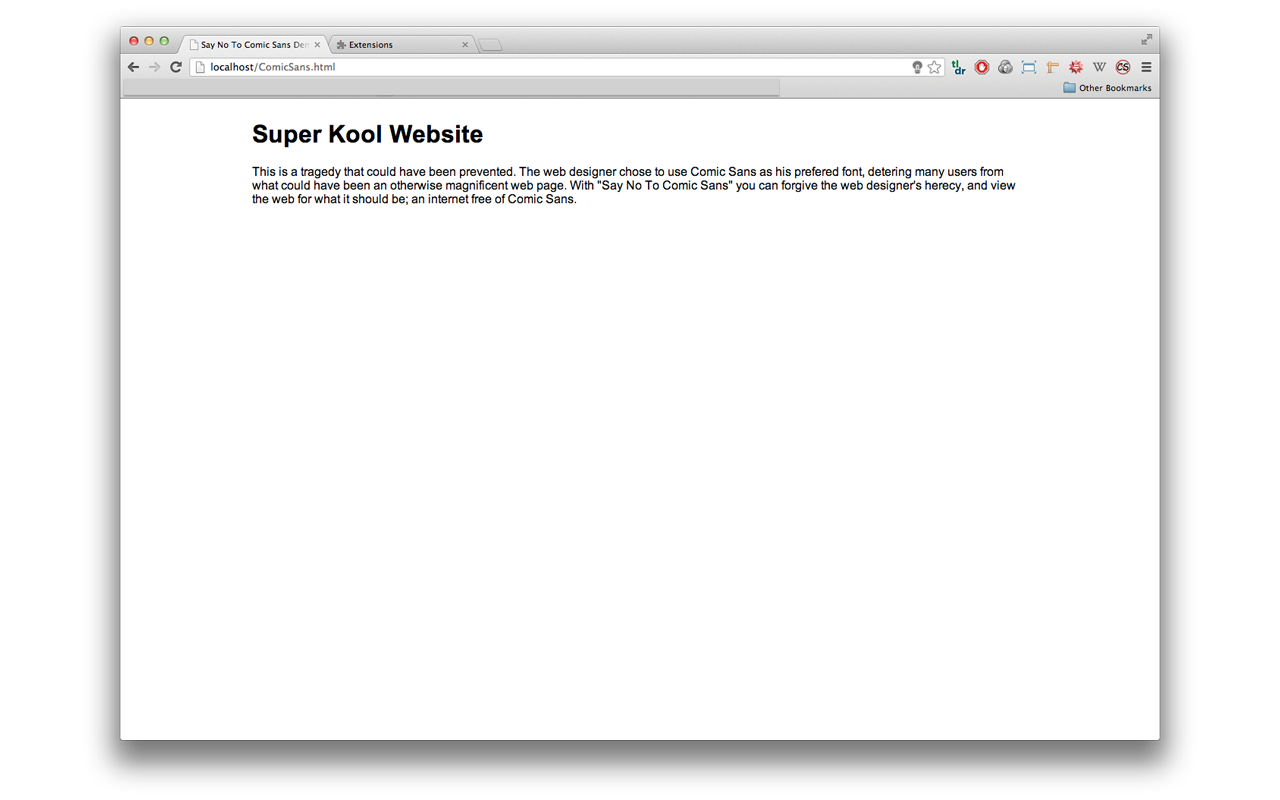 Say No To Comic Sans Den
Extensions
localhost/ComicSans.html
tl;dr
W
CS
Other Bookmarks
Super Kool Website
This is a tragedy that could have been prevented. The web designer chose to use Comic Sans as his prefered font, detering many users from
what could have been an otherwise magnificent web page. With "Say No To Comic Sans" you can forgive the web designer's herecy, and view
the web for what it should be; an internet free of Comic Sans.